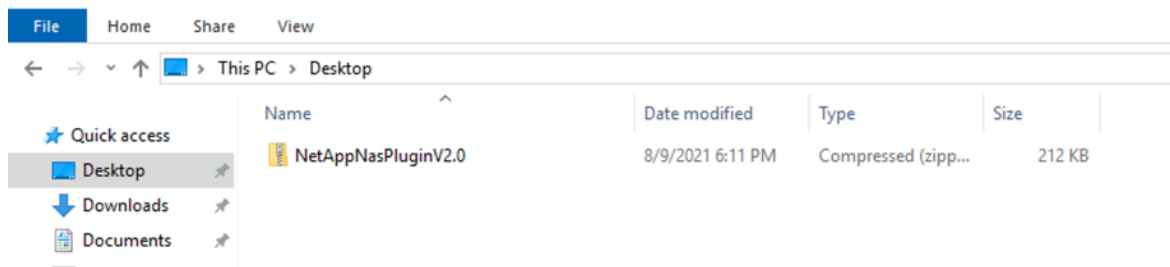 File Home Share View
This PC > Desktop
Name Date modified Type Size
Quick access
NetAppNasPluginV2.0 8/9/2021 6:11 PM Compressed (zipp... 212 KB
Desktop
Downloads
Documents